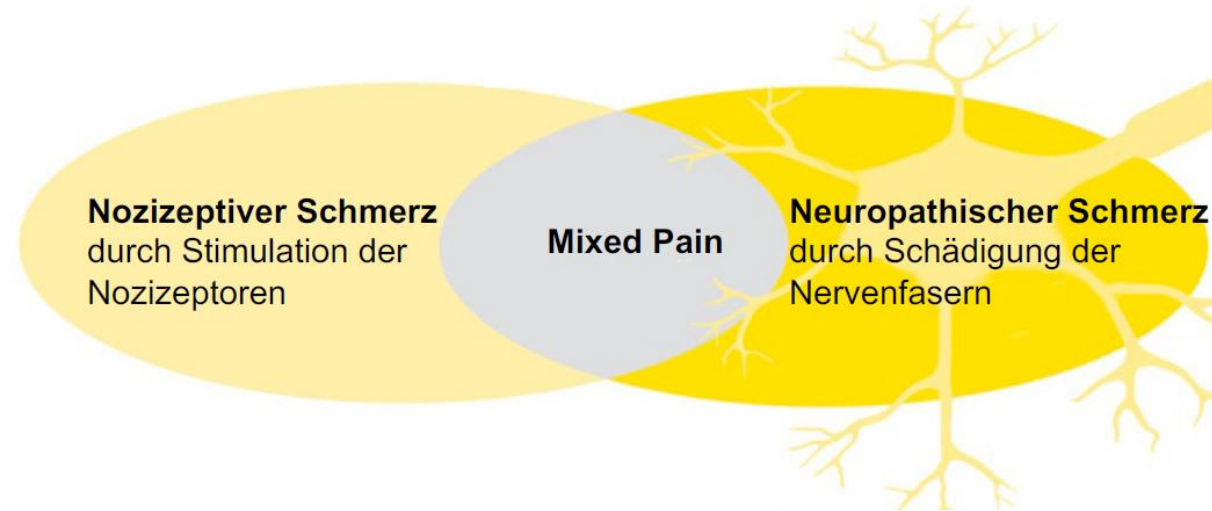 Nozizeptiver Schmerz
durch Stimulation der
Nozizeptoren
Mixed Pain
Neuropathischer Schmerz
durch Schädigung der
Nervenfasern